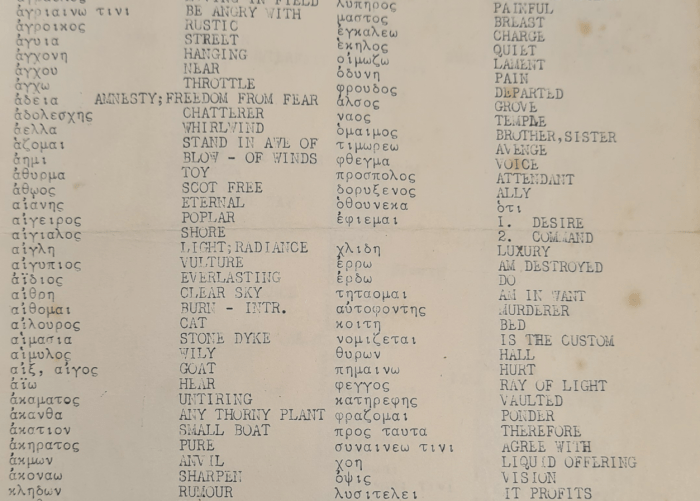 LIVING IN FIELD
ἀγριαινω τινι BE ANGRY WITH
ἀγροικος RUSTIC
ἀγυια STREET
ἀγχονη HANGING
ἀγχου NEAR
ἀγχω THROTTLE
ἀδεια AMNESTY;FREEDOM FROM FEAR
ἀδολεσχης CHATTERER
ἀελλα WHIRLWIND
ἀζομαι STAND IN AWE OF
ἀημι BLOW - OF WINDS
ἀθυρμα TOY
ἀθῳος SCOT FREE
αἰανης ETERNAL
αἰγειρος POPLAR
αἰγιαλος SHORE
αἰγλη LIGHT;RADIANCE
αἰγυπιος VULTURE
ἀϊδιος EVERLASTING
αἰθρη CLEAR SKY
αἰθομαι BURN - INTR.
αἰλουρος CAT
αἱμασια STONE DYKE
αἱμυλος WILY
αἰξ, αἰγος GOAT
ἀϊω HEAR
ἀκαματος UNTIRING
ἀκανθα ANY THORNY PLANT
ἀκατιον SMALL BOAT
ἀκηρατος PURE
ἀκμων ANVIL
ἀκοναω SHARPEN
κληδων RUMOUR
λυπηρος PAINFUL
μαστος BREAST
ἐγκαλεω CHARGE
ἑκηλος QUIET
οἰμωζω LAMENT
ὀδυνη PAIN
φρουδος DEPARTED
ἀλσος GROVE
ναος TEMPLE
ὁμαιμος BROTHER,SISTER
τιμωρεω AVENGE
φθεγμα VOICE
προσπολος ATTENDANT
δορυξενος ALLY
ὁθουνεκα ὁτι
ἐφιεμαι 1. DESIRE
2. COMMAND
χλιδη LUXURY
ἐρρω AM DESTROYED
ἐρδω DO
τηταομαι AM IN WANT
αὐτοφοντης MURDERER
κοιτη BED
νομιζεται IS THE CUSTOM
θυρων HALL
πημαινω HURT
φεγγος RAY OF LIGHT
κατηρεφης VAULTED
φραζομαι PONDER
προς ταυτα THEREFORE
συναινεω τινι AGREE WITH
χοη LIQUID OFFERING
ὀψις VISION
λυσιτελει IT PROFITS